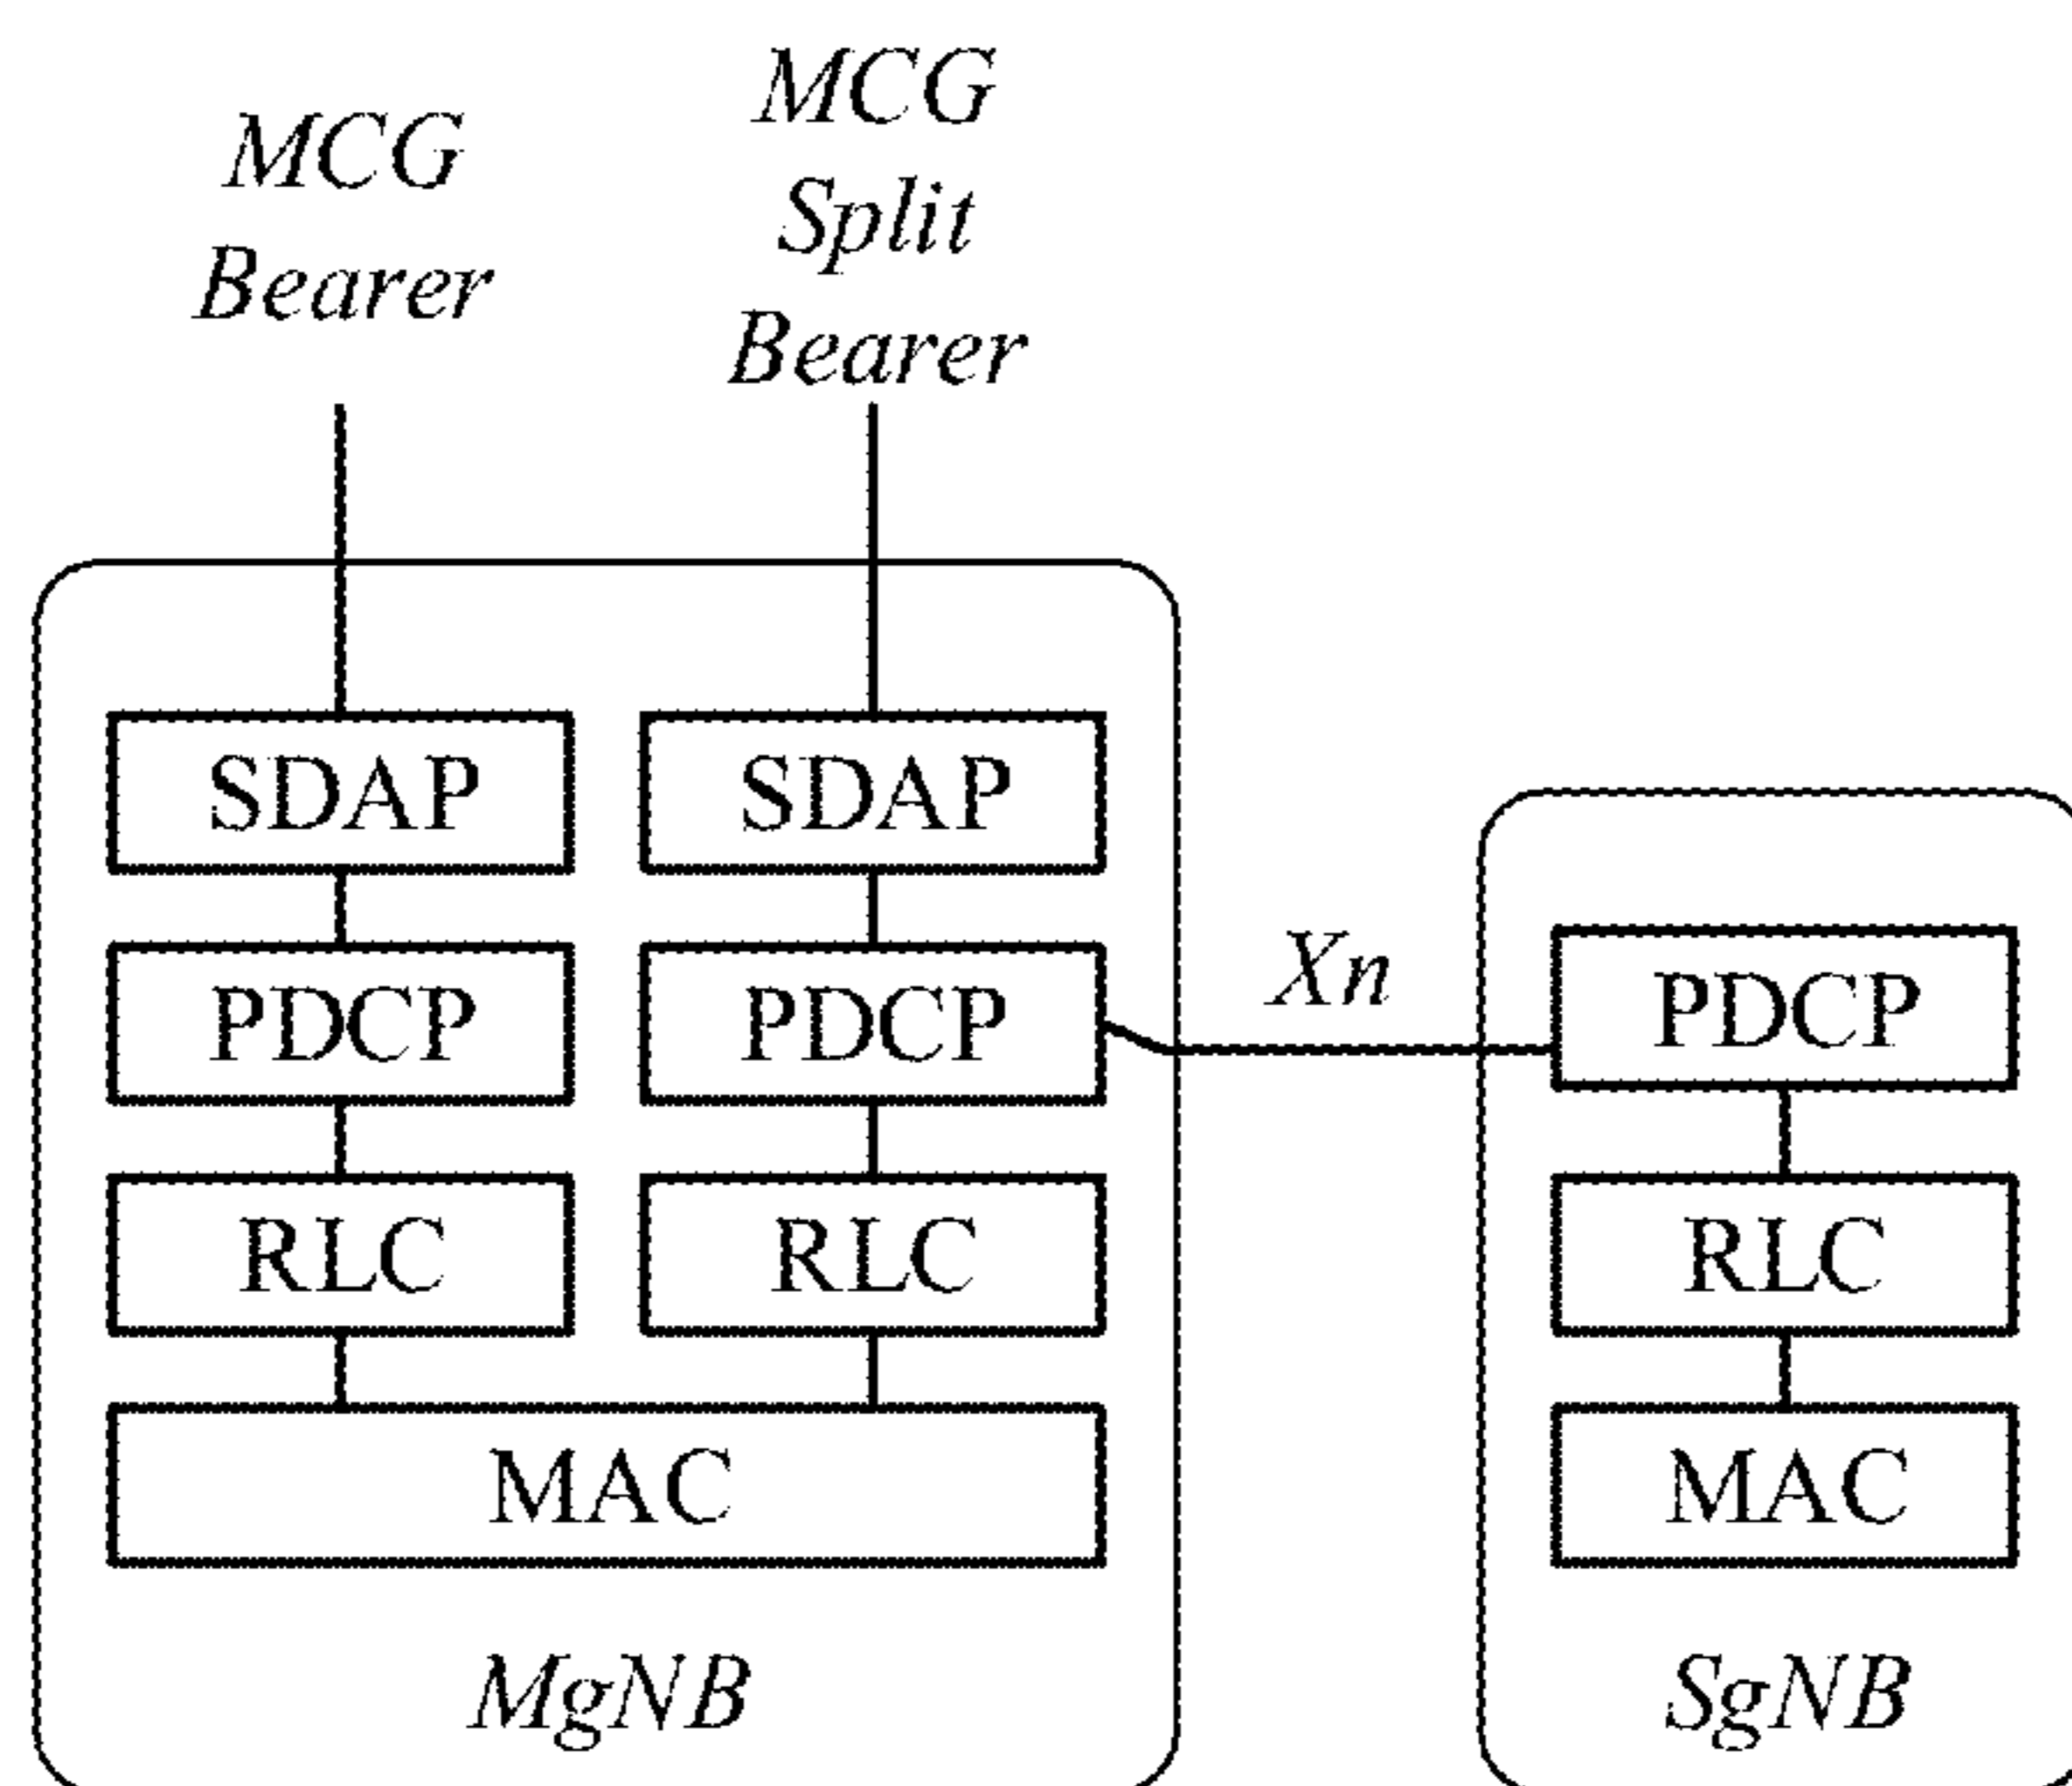 MCG
Bearer
MCG
Split
Bearer
SDAP
SDAP
PDCP
PDCP
Xn
PDCP
RLC
RLC
RLC
MAC
MAC
MgNB
SgNB